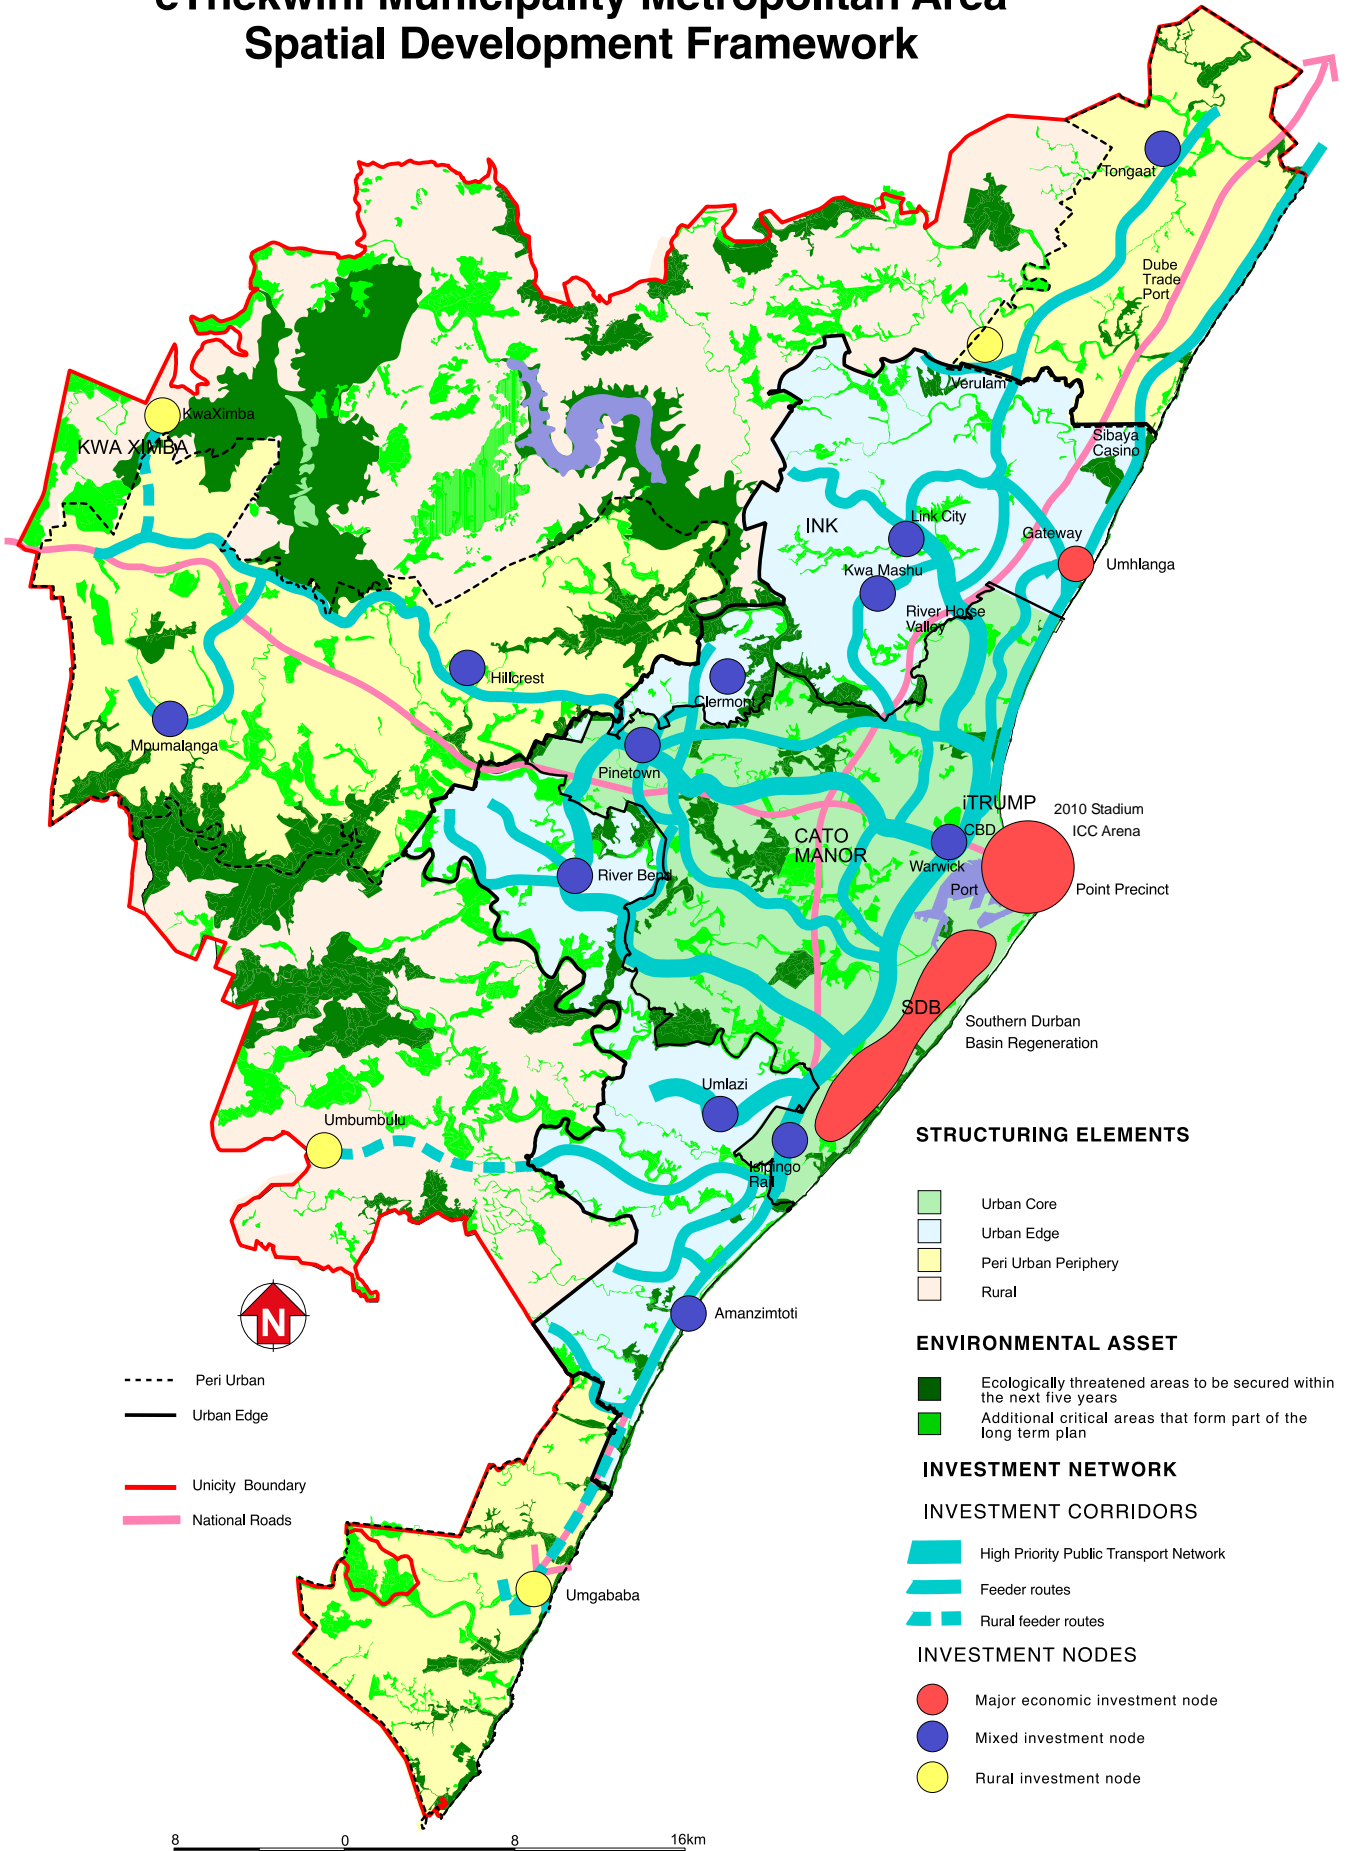 eThekwini Municipality Metropolitan Area
Spatial Development Framework
Tongaat
Dube
Trade
Port
Verulam
KwaXimba
KWA XIMBA
Sibaya
Casino
INK
Link City
Gateway
Umhlanga
Kwa Mashu
River Horse
Valley
Hillcrest
Clermont
Mpumalanga
Pinetown
iTRUMP
2010 Stadium
ICC Arena
CBD
CATO
MANOR
Warwick
River Bend
Port
Point Precinct
SDB
Southern Durban
Basin Regeneration
Umlazi
Umbumbulu
Isipingo
Rail
Amanzimtoti
Umgababa
STRUCTURING ELEMENTS
Urban Core
Urban Edge
Peri Urban Periphery
Rural
ENVIRONMENTAL ASSET
Ecologically threatened areas to be secured within
the next five years
Additional critical areas that form part of the
long term plan
INVESTMENT NETWORK
INVESTMENT CORRIDORS
High Priority Public Transport Network
Feeder routes
Rural feeder routes
INVESTMENT NODES
Major economic investment node
Mixed investment node
Rural investment node
N
Peri Urban
Urban Edge
Unicity Boundary
National Roads
8 0 8 16km